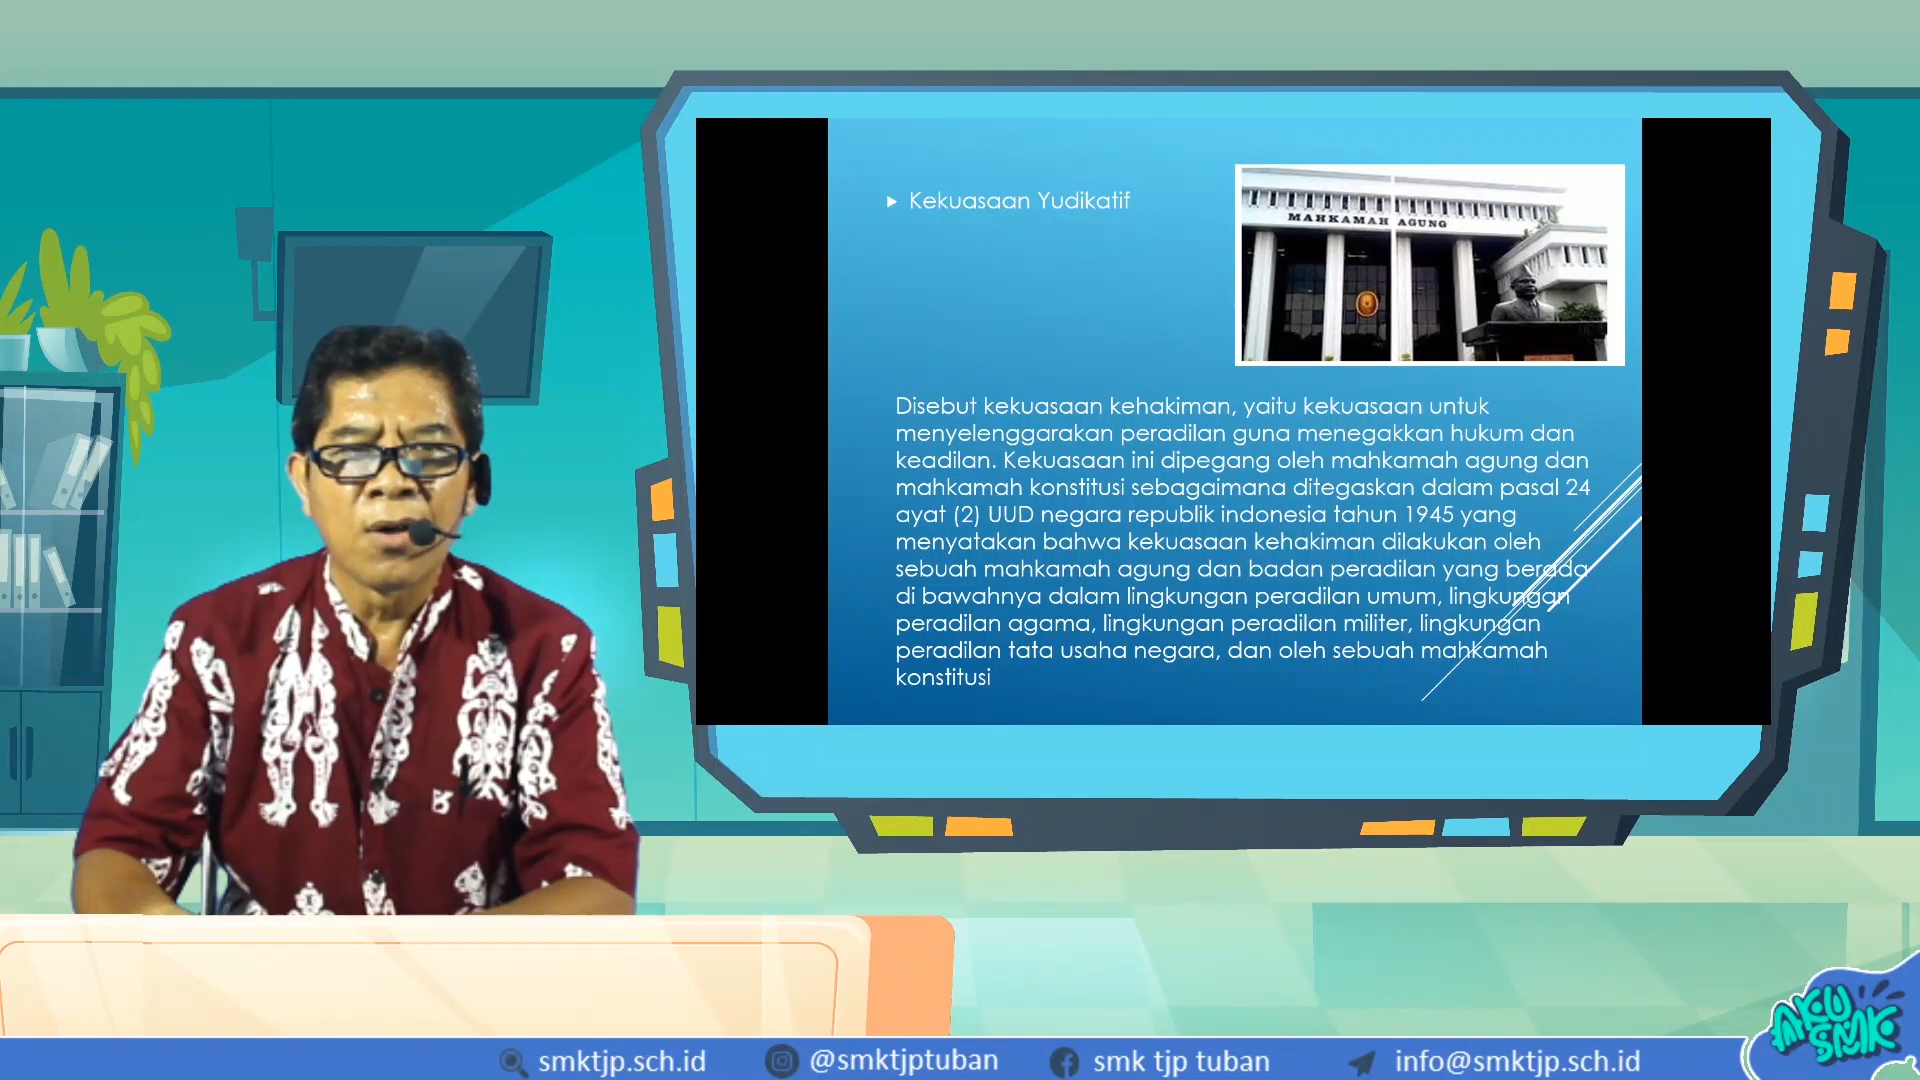 Kekuasaan Yudikatif
MAHKAMAH AGUNG
Disebut kekuasaan kehakiman, yaitu kekuasaan untuk
menyelenggarakan peradilan guna menegakkan hukum dan
keadilan. Kekuasaan ini dipegang oleh mahkamah agung dan
mahkamah konstitusi sebagaimana ditegaskan dalam pasal 24
ayat (2) UUD negara republik indonesia tahun 1945 yang
menyatakan bahwa kekuasaan kehakiman dilakukan oleh
sebuah mahkamah agung dan badan peradilan yang berada
di bawahnya dalam lingkungan peradilan umum, lingkungan
peradilan agama, lingkungan peradilan militer, lingkungan
peradilan tata usaha negara, dan oleh sebuah mahkamah
konstitusi
smktjp.sch.id @smktjptuban smk tjp tuban info@smktjp.sch.id
AKU
SMK